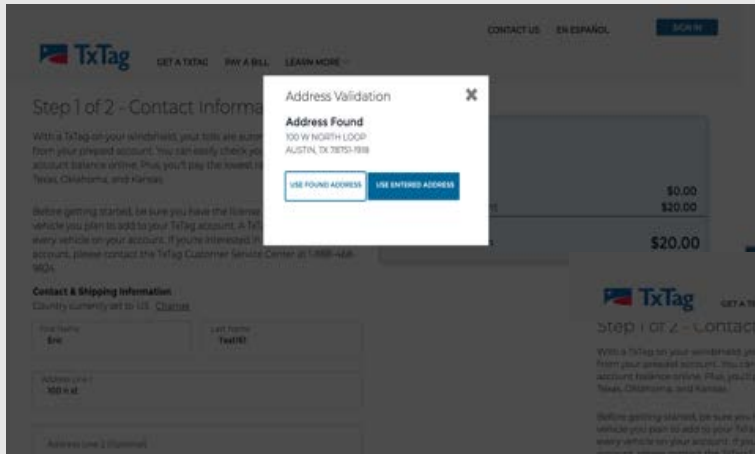 CONTACT US EN ESPAÑOL SIGN IN
TxTag GET A TXTAG PAY A BILL LEARN MORE
Step 1 of 2 - Contact Informa
With a TxTag on your windshield, your tolls are autom
from your prepaid account. You can easily check you
account balance online. Plus, you'll pay the lowest
Texas, Oklahoma, and Kansas.
Before getting started, be sure you have the license
vehicle you plan to add to your TxTag account. A
every vehicle on your account. If you're interested in
account, please contact the TxTag Customer Service Center at 1-888-468-
9824.
Contact & Shipping Information
Country currently set to US. Change
First Name
Eric
Last Name
Address Line 1
100 n st
Address Line 2 (Optional)
Address Validation
Address Found
100 W NORTH LOOP
AUSTIN, TX 78751-1918
USE FOUND ADDRESS USE ENTERED ADDRESS
$0.00
$20.00
$20.00
TxTag GET A
Step 1 of 2 - Contact
With a TxTag on your windshield, yo
from your prepaid account. You can
account balance online. Plus, you'll p
Texas, Oklahoma, and Kansas.
Before getting started, be sure you
vehicle you plan to add to your
every vehicle on your account. If you